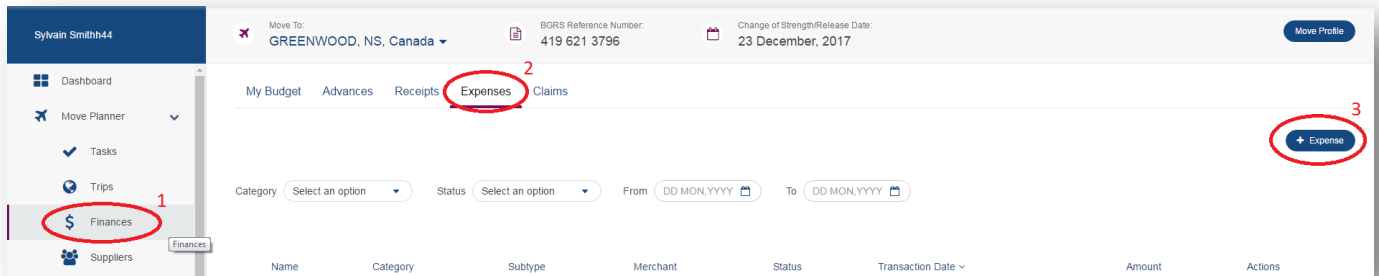 Sylvain Smithh44
Move To:
GREENWOOD, NS, Canada
BGRS Reference Number:
419 621 3796
Change of Strength/Release Date:
23 December, 2017
Move Profile
Dashboard
Move Planner
Tasks
Trips
1
Finances
Finances
Suppliers
2
My Budget Advances Receipts Expenses Claims
3
+ Expense
Category Select an option Status Select an option From DD MON,YYYY To DD MON,YYYY
Name Category Subtype Merchant Status Transaction Date Amount Actions